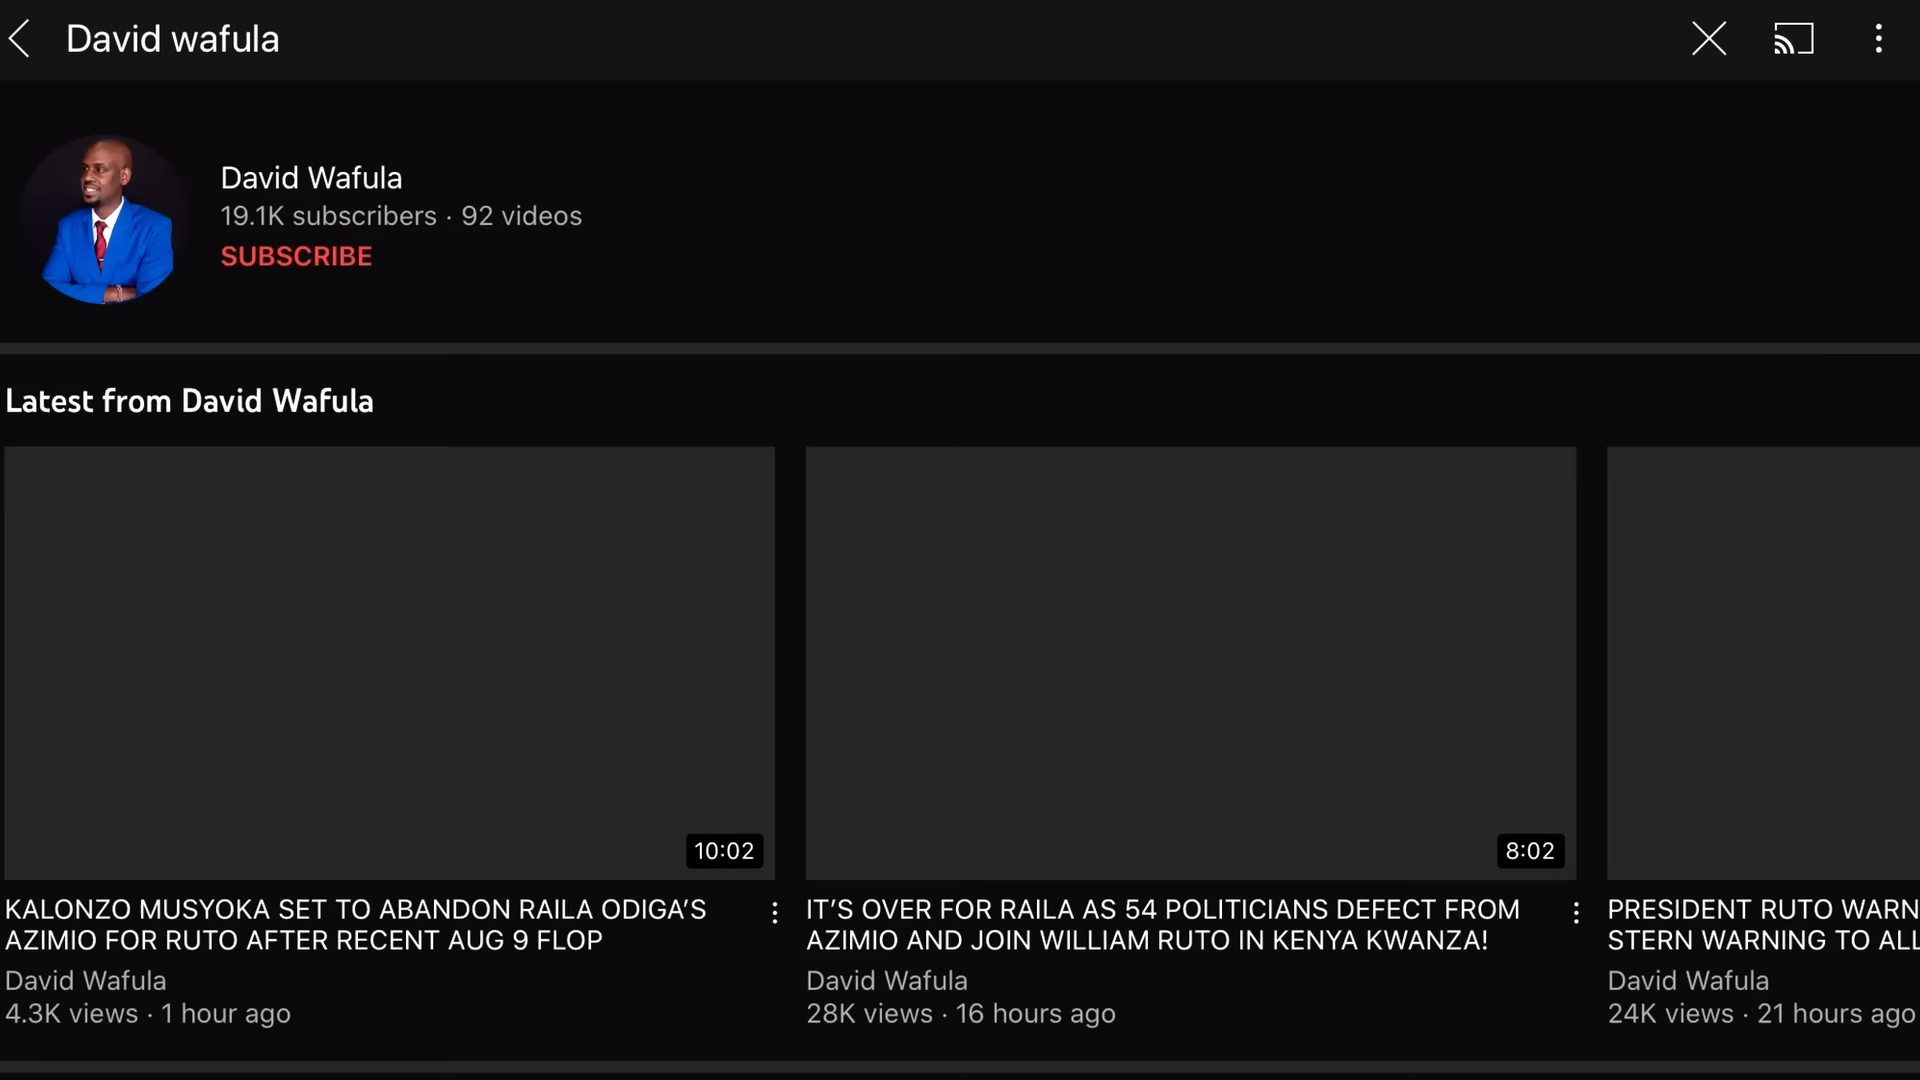 David wafula
David Wafula
19.1K subscribers · 92 videos
SUBSCRIBE
Latest from David Wafula
10:02
8:02
KALONZO MUSYOKA SET TO ABANDON RAILA ODIGA’S
AZIMIO FOR RUTO AFTER RECENT AUG 9 FLOP
David Wafula
4.3K views · 1 hour ago
IT’S OVER FOR RAILA AS 54 POLITICIANS DEFECT FROM
AZIMIO AND JOIN WILLIAM RUTO IN KENYA KWANZA!
David Wafula
28K views · 16 hours ago
PRESIDENT RUTO WARN
STERN WARNING TO ALL
David Wafula
24K views · 21 hours ago